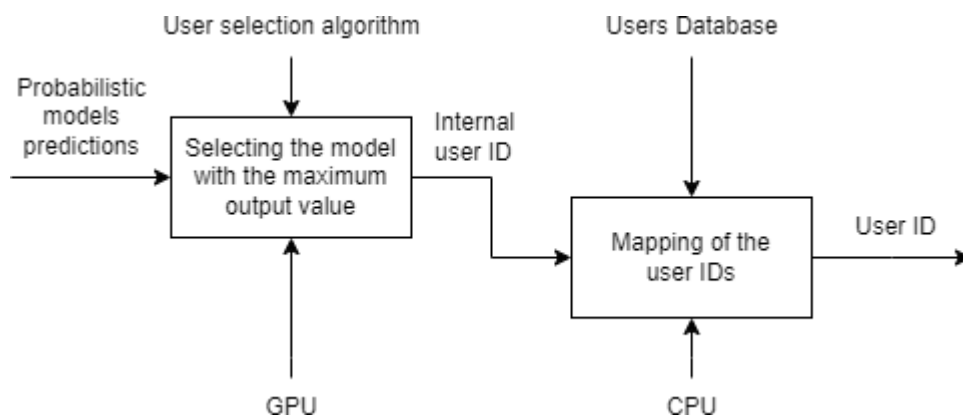 User selection algorithm
Users Database
Probabilistic
models
predictions
Selecting the model
with the maximum
output value
Internal
user ID
Mapping of the
user IDs
User ID
GPU
CPU